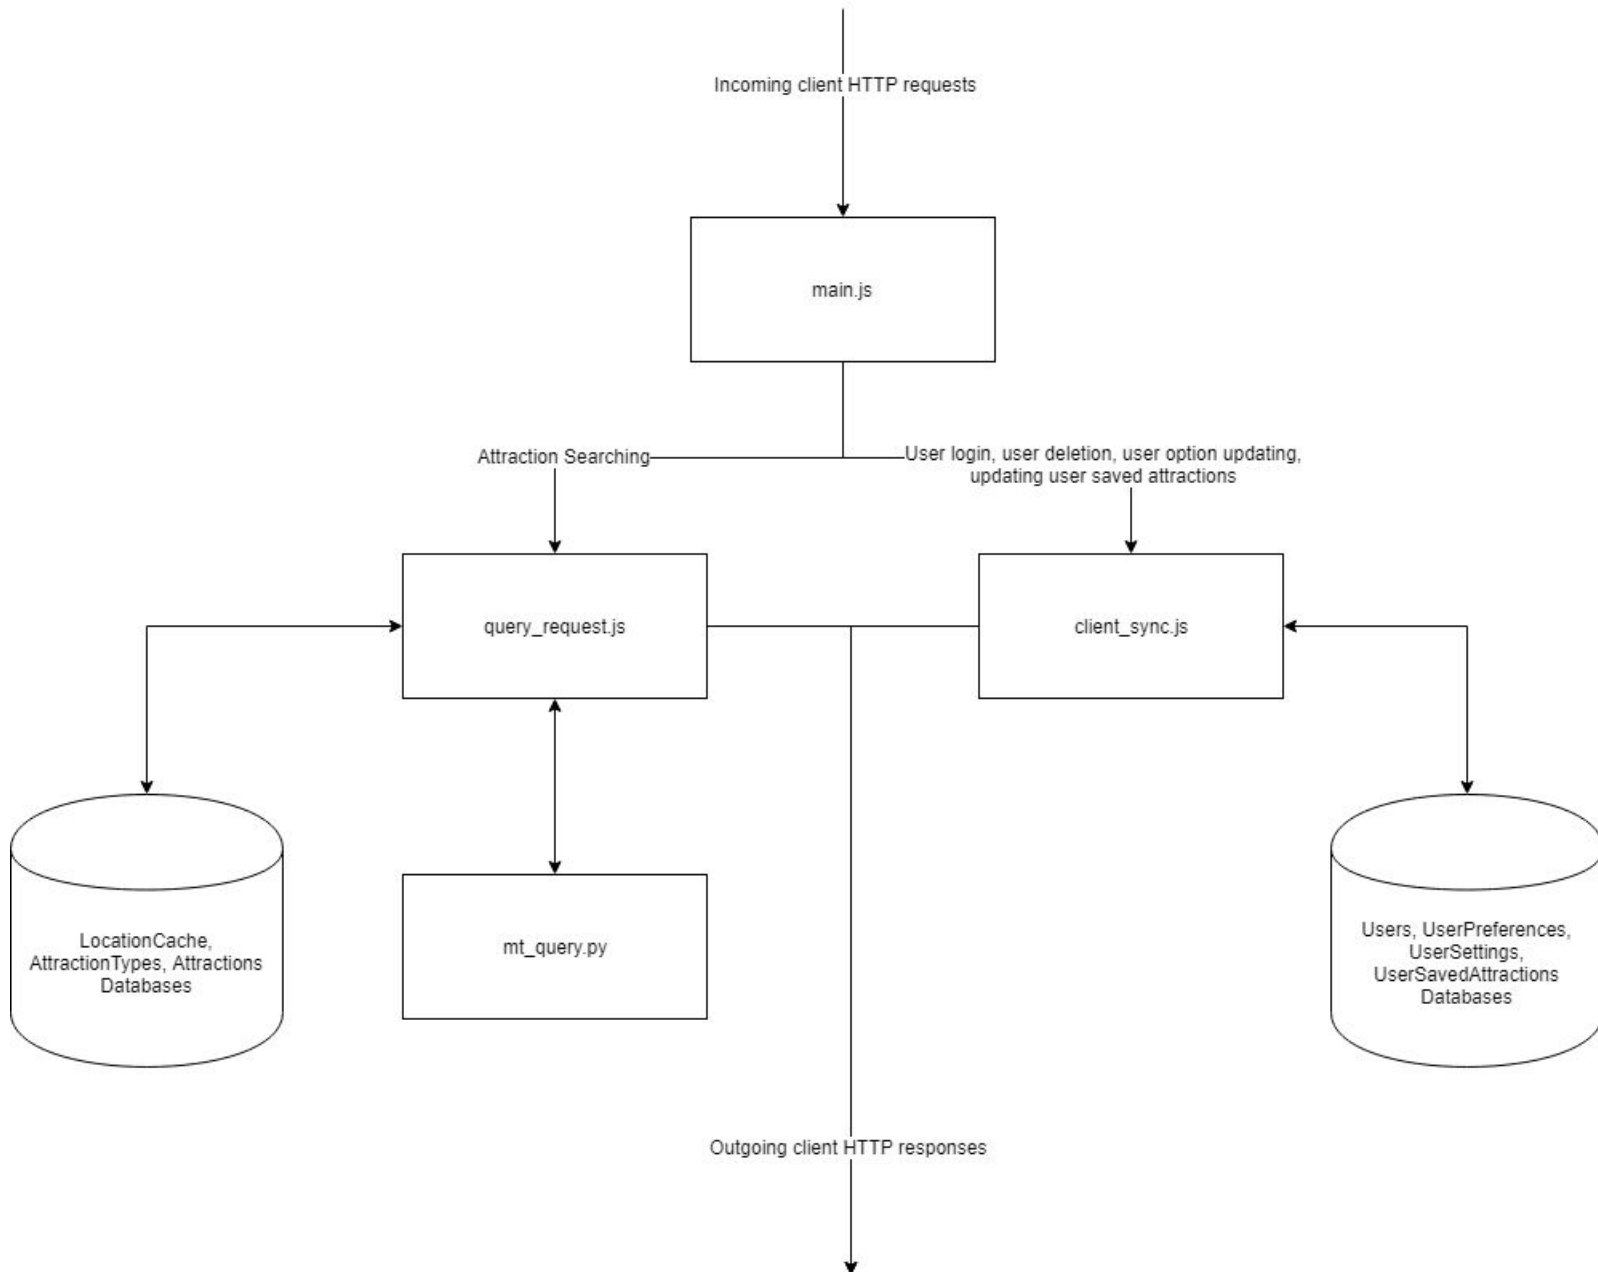 Incoming client HTTP requests
main.js
Attraction Searching
User login, user deletion, user option updating,
updating user saved attractions
query_request.js
client_sync.js
LocationCache,
AttractionTypes, Attractions
Databases
mt_query.py
Users, UserPreferences,
UserSettings,
UserSavedAttractions
Databases
Outgoing client HTTP responses